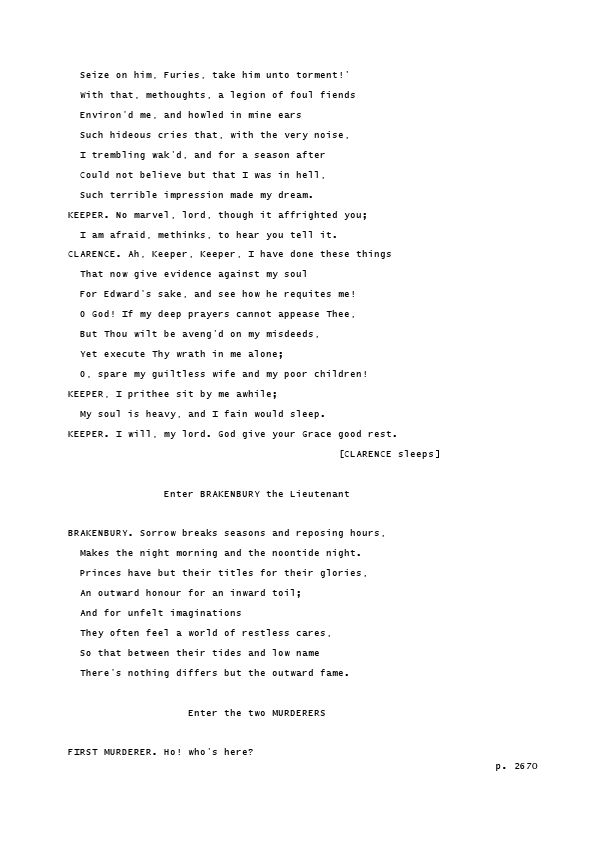 Seize on him, Furies, take him unto torment!'
With that, methoughts, a legion of foul fiends
Environ'd me, and howled in mine ears
Such hideous cries that, with the very noise,
I trembling wak'd, and for a season after
Could not believe but that I was in hell,
Such terrible impression made my dream.
KEEPER. No marvel, lord, though it affrighted you;
I am afraid, methinks, to hear you tell it.
CLARENCE. Ah, Keeper, Keeper, I have done these things
That now give evidence against my soul
For Edward's sake, and see how he requites me!
O God! If my deep prayers cannot appease Thee,
But Thou wilt be aveng'd on my misdeeds,
Yet execute Thy wrath in me alone;
O, spare my guiltless wife and my poor children!
KEEPER, I prithee sit by me awhile;
My soul is heavy, and I fain would sleep.
KEEPER. I will, my lord. God give your Grace good rest.
[CLARENCE sleeps]
Enter BRAKENBURY the Lieutenant
BRAKENBURY. Sorrow breaks seasons and reposing hours,
Makes the night morning and the noontide night.
Princes have but their titles for their glories,
An outward honour for an inward toil;
And for unfelt imaginations
They often feel a world of restless cares,
So that between their tides and low name
There's nothing differs but the outward fame.
Enter the two MURDERERS
FIRST MURDERER. Ho! who's here?
p. 2670